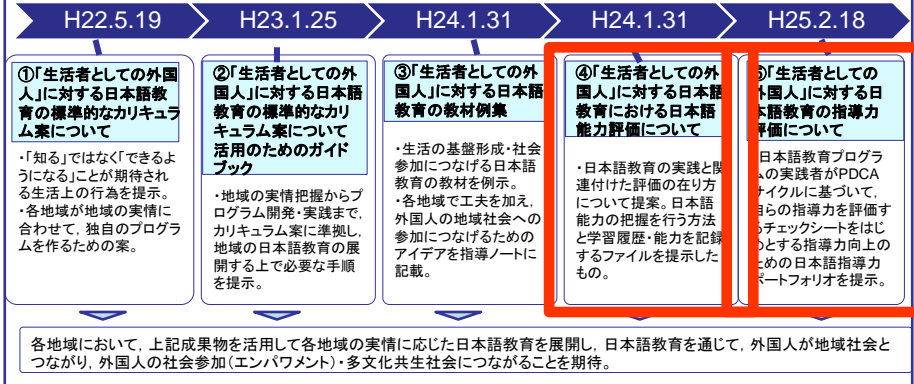 H22.5.19
H23.1.25
H24.1.31
H24.1.31
H25.2.18
①「生活者としての外国
人」に対する日本語教
育の標準的なカリキュラ
ム案について
・「知る」ではなく「できるよ
うになる」ことが期待され
る生活上の行為を提示。
・各地域が地域の実情に
合わせて，独自のプログラ
ムを作るための案。
②「生活者としての外
国人」に対する日本語
教育の標準的なカリ
キュラム案について
活用のためのガイド
ブック
・地域の実情把握からプ
ログラム開発・実践まで，
カリキュラム案に準拠し，
地域の日本語教育の展
開する上で必要な手順
を提示。
③「生活者としての外
国人」に対する日本語
教育の教材例集
・生活の基盤形成・社会
参加につなげる日本語
教育の教材を例示。
・各地域で工夫を加え，
外国人の地域社会への
参加につなげるための
アイデアを指導ノートに
記載。
④「生活者としての外
国人」に対する日本語
教育における日本語
能力評価について
・日本語教育の実践と関
連付けた評価の在り方
について提案。日本語
能力の把握を行う方法
と学習履歴・能力を記録
するファイルを提示した
もの。
⑤「生活者としての
外国人」に対する日
本語教育の指導力
評価について
日本語教育プログラ
ムの実践者がPDCA
サイクルに基づいて，
自らの指導力を評価す
るチェックシートをはじ
めとする指導力向上の
ための日本語指導力
ポートフォリオを提示。
各地域において，上記成果物を活用して各地域の実情に応じた日本語教育を展開し，日本語教育を通じて，外国人が地域社会と
つながり，外国人の社会参加（エンパワメント）・多文化共生社会につながることを期待。